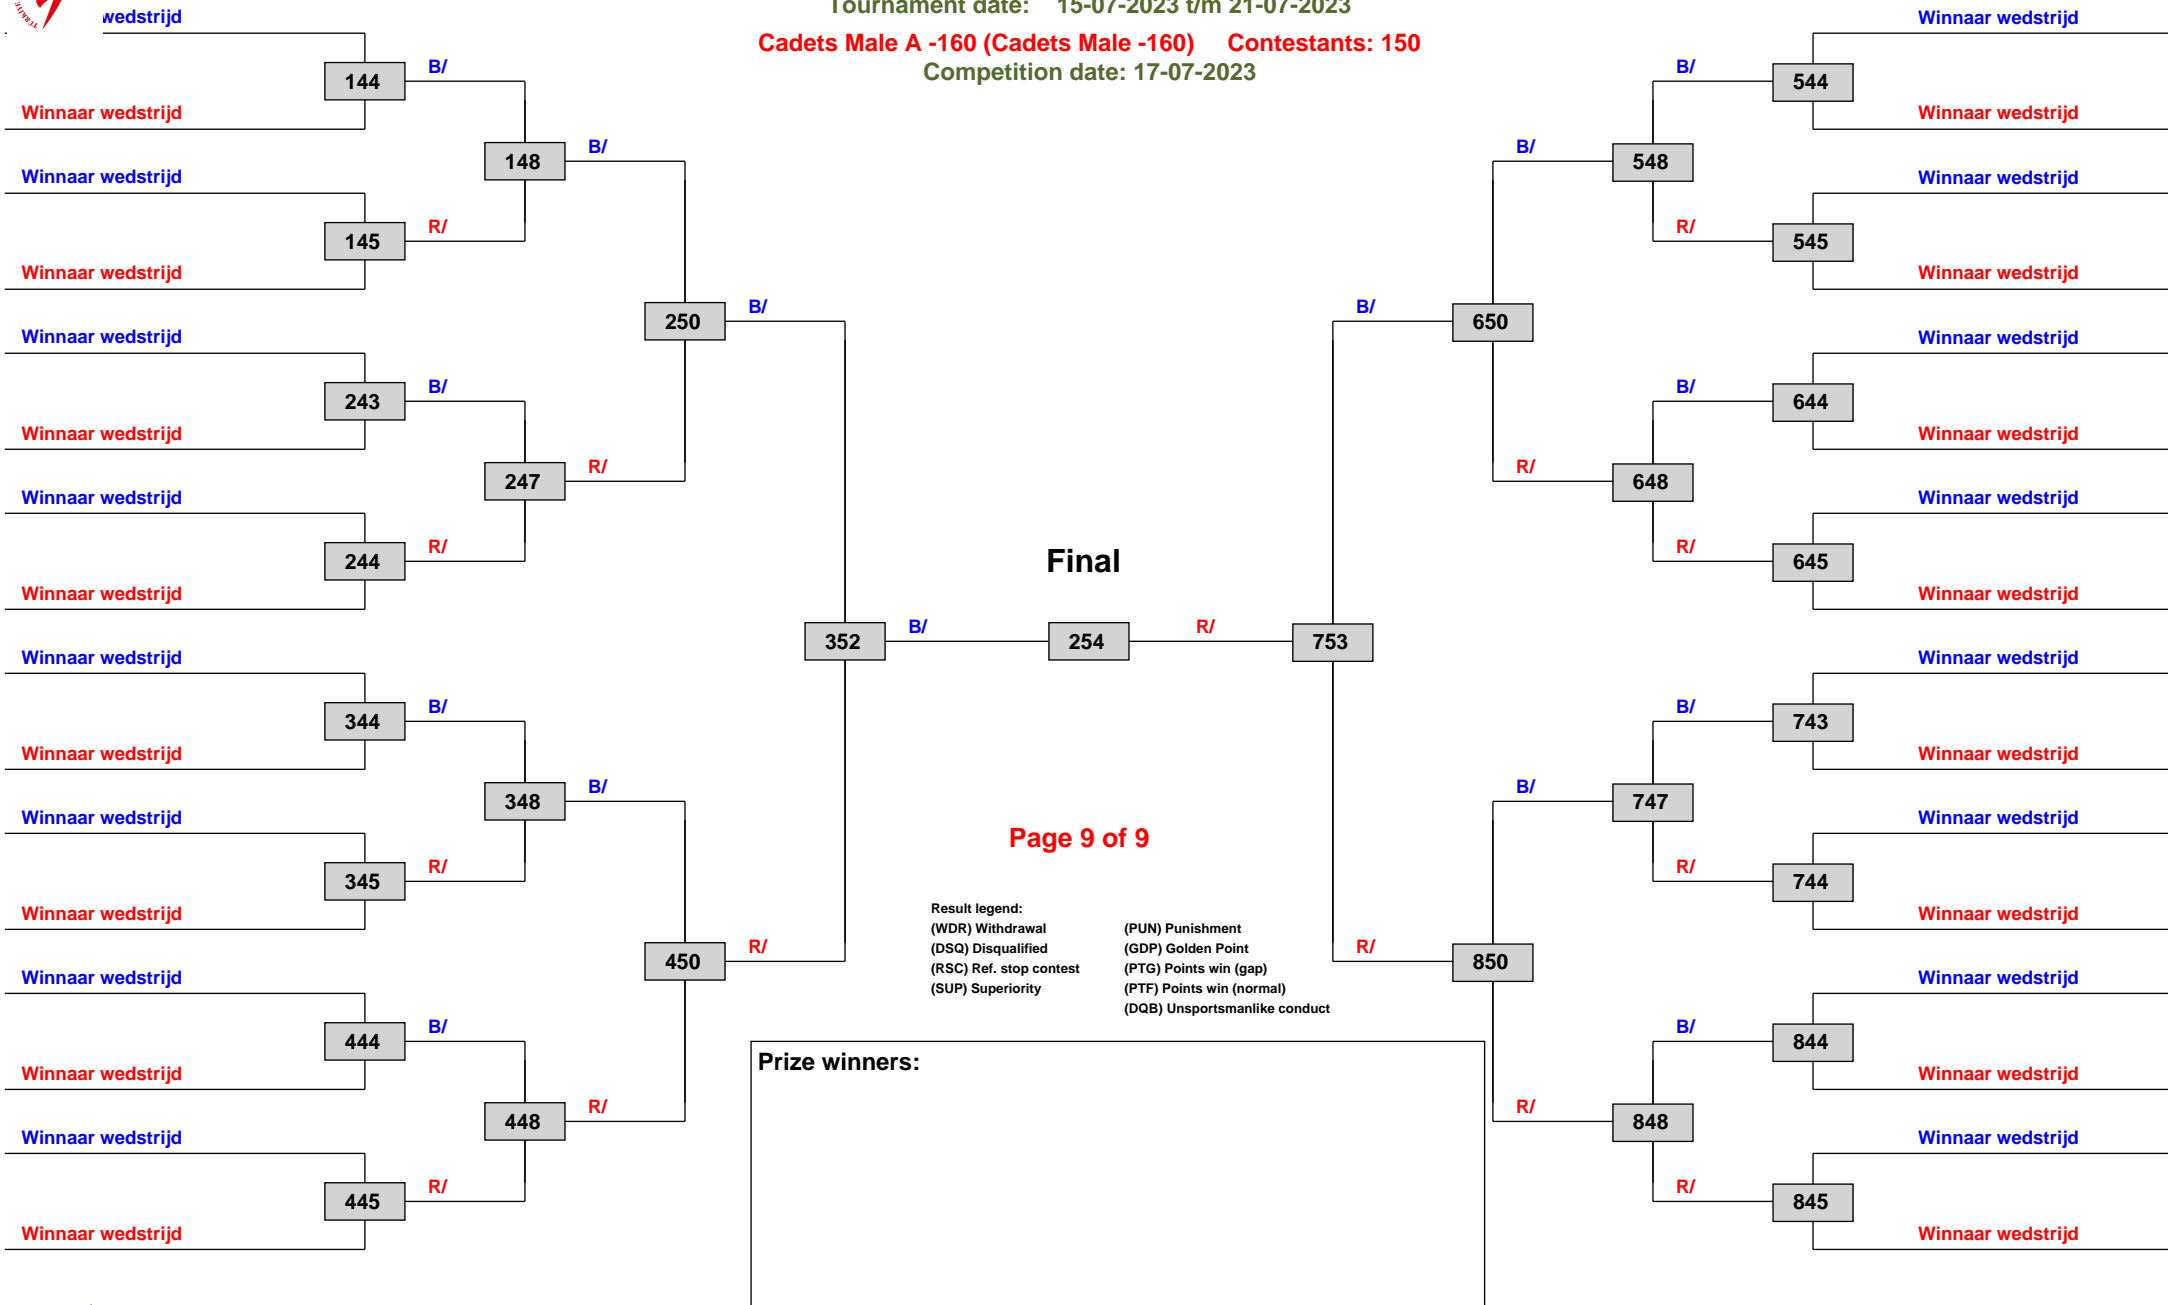 TÜRKİYE
wedstrijd
Tournament date: 15-07-2023 t/m 21-07-2023
Winnaar wedstrijd
Cadets Male A -160 (Cadets Male -160) Contestants: 150
Competition date: 17-07-2023
B/
144
B/
544
Winnaar wedstrijd
Winnaar wedstrijd
B/
148
B/
548
Winnaar wedstrijd
Winnaar wedstrijd
R/
145
R/
545
Winnaar wedstrijd
Winnaar wedstrijd
B/
250
B/
650
Winnaar wedstrijd
Winnaar wedstrijd
B/
243
B/
644
Winnaar wedstrijd
Winnaar wedstrijd
R/
247
R/
648
Winnaar wedstrijd
Winnaar wedstrijd
R/
244
R/
645
Final
Winnaar wedstrijd
Winnaar wedstrijd
B/
R/
352
254
753
Winnaar wedstrijd
Winnaar wedstrijd
B/
344
B/
743
Winnaar wedstrijd
Winnaar wedstrijd
B/
348
B/
747
Winnaar wedstrijd
Winnaar wedstrijd
Page 9 of 9
R/
345
R/
744
Winnaar wedstrijd
Winnaar wedstrijd
Result legend:
(WDR) Withdrawal (PUN) Punishment
(DSQ) Disqualified (GDP) Golden Point
(RSC) Ref. stop contest (PTG) Points win (gap)
(SUP) Superiority (PTF) Points win (normal)
(DQB) Unsportsmanlike conduct
R/
450
R/
850
Winnaar wedstrijd
Winnaar wedstrijd
B/
444
B/
844
Prize winners:
Winnaar wedstrijd
Winnaar wedstrijd
R/
448
R/
848
Winnaar wedstrijd
Winnaar wedstrijd
R/
445
R/
845
Winnaar wedstrijd
Winnaar wedstrijd